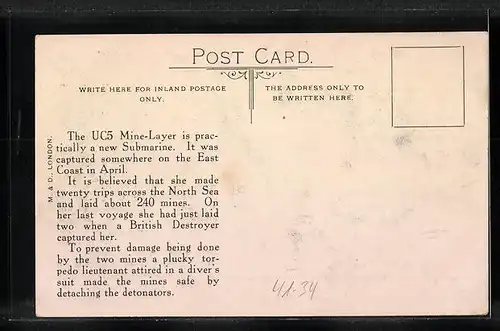 POST CARD.
WRITE HERE FOR INLAND POSTAGE
ONLY.
THE ADDRESS ONLY TO
BE WRITTEN HERE.
M. & D., LONDON.
The UC5 Mine-Layer is prac-
tically a new Submarine. It was
captured somewhere on the East
Coast in April.
It is believed that she made
twenty trips across the North Sea
and laid about 240 mines. On
her last voyage she had just laid
two when a British Destroyer
captured her.
To prevent damage being done
by the two mines a plucky tor-
pedo lieutenant attired in a diver's
suit made the mines safe by
detaching the detonators.
41-34